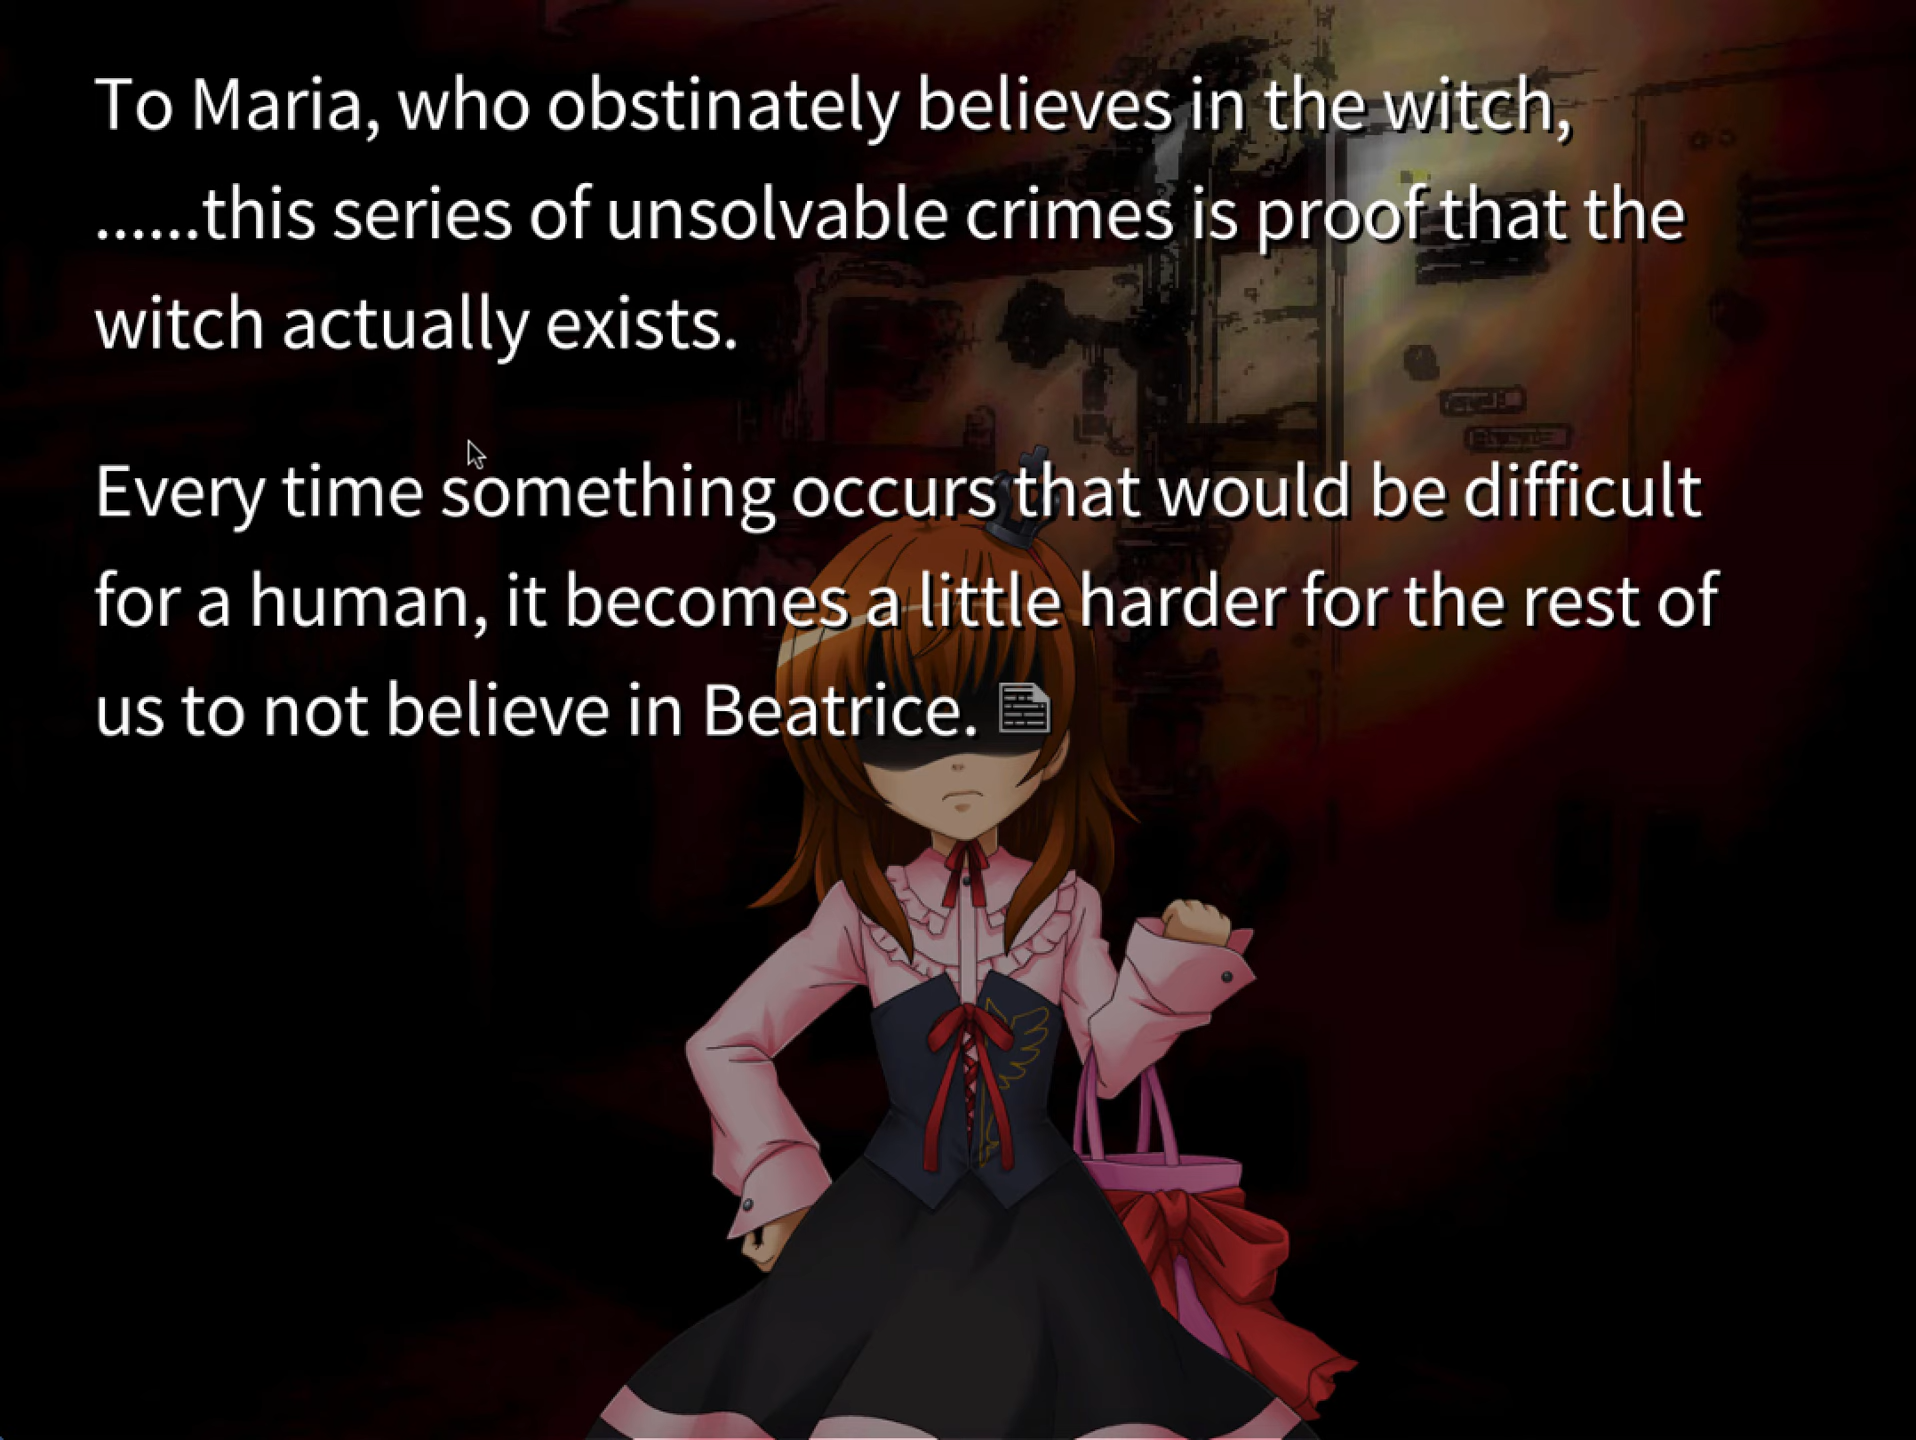 To Maria, who obstinately believes in the witch,
......this series of unsolvable crimes is proof that the
witch actually exists.
Every time something occurs that would be difficult
for a human, it becomes a little harder for the rest of
us to not believe in Beatrice.